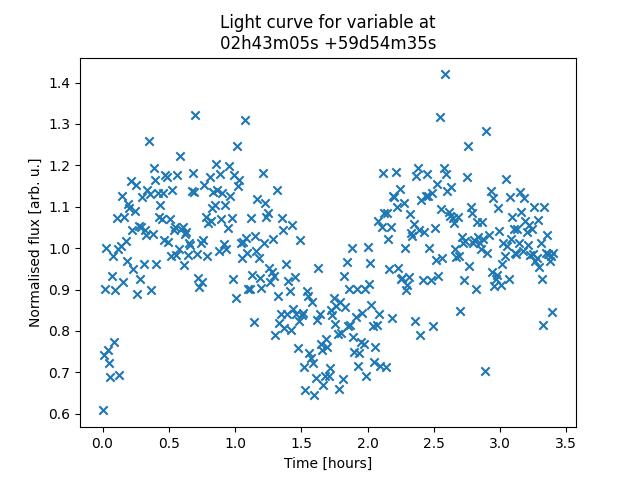 Light curve for variable at
02h43m05s +59d54m35s
Normalised flux [arb. u.]
1.4
1.3
1.2
1.1
1.0
0.9
0.8
0.7
0.6
0.0 0.5 1.0 1.5 2.0 2.5 3.0 3.5
Time [hours]